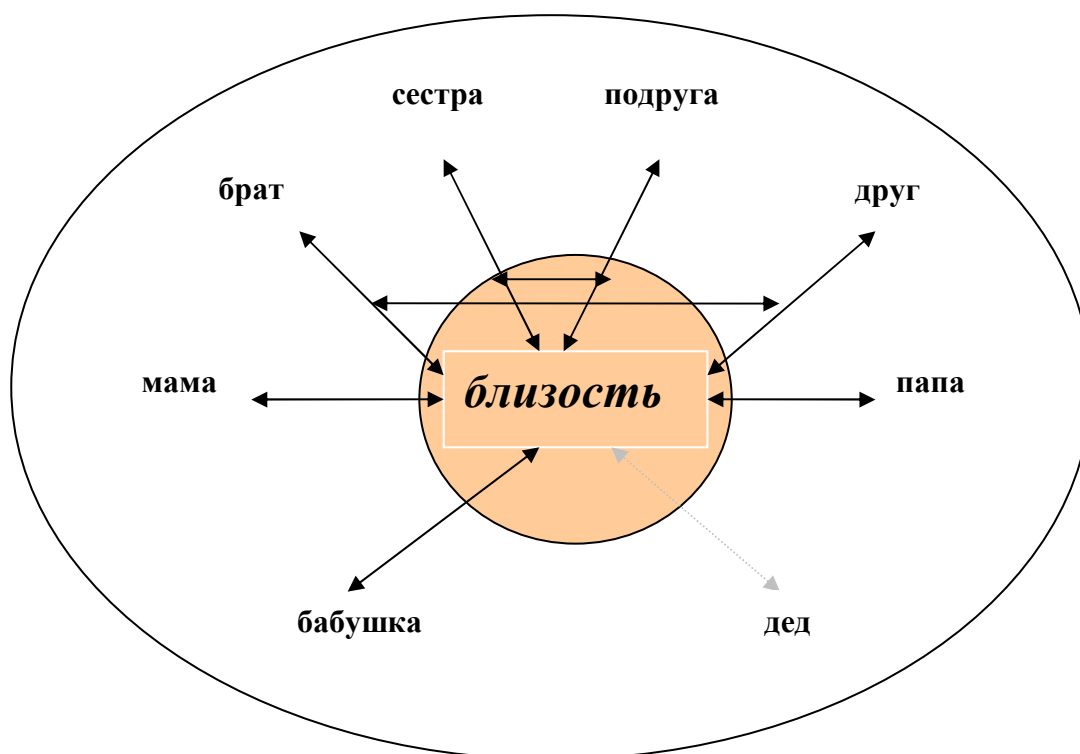 сестра подруга
брат друг
мама близость папа
бабушка дед